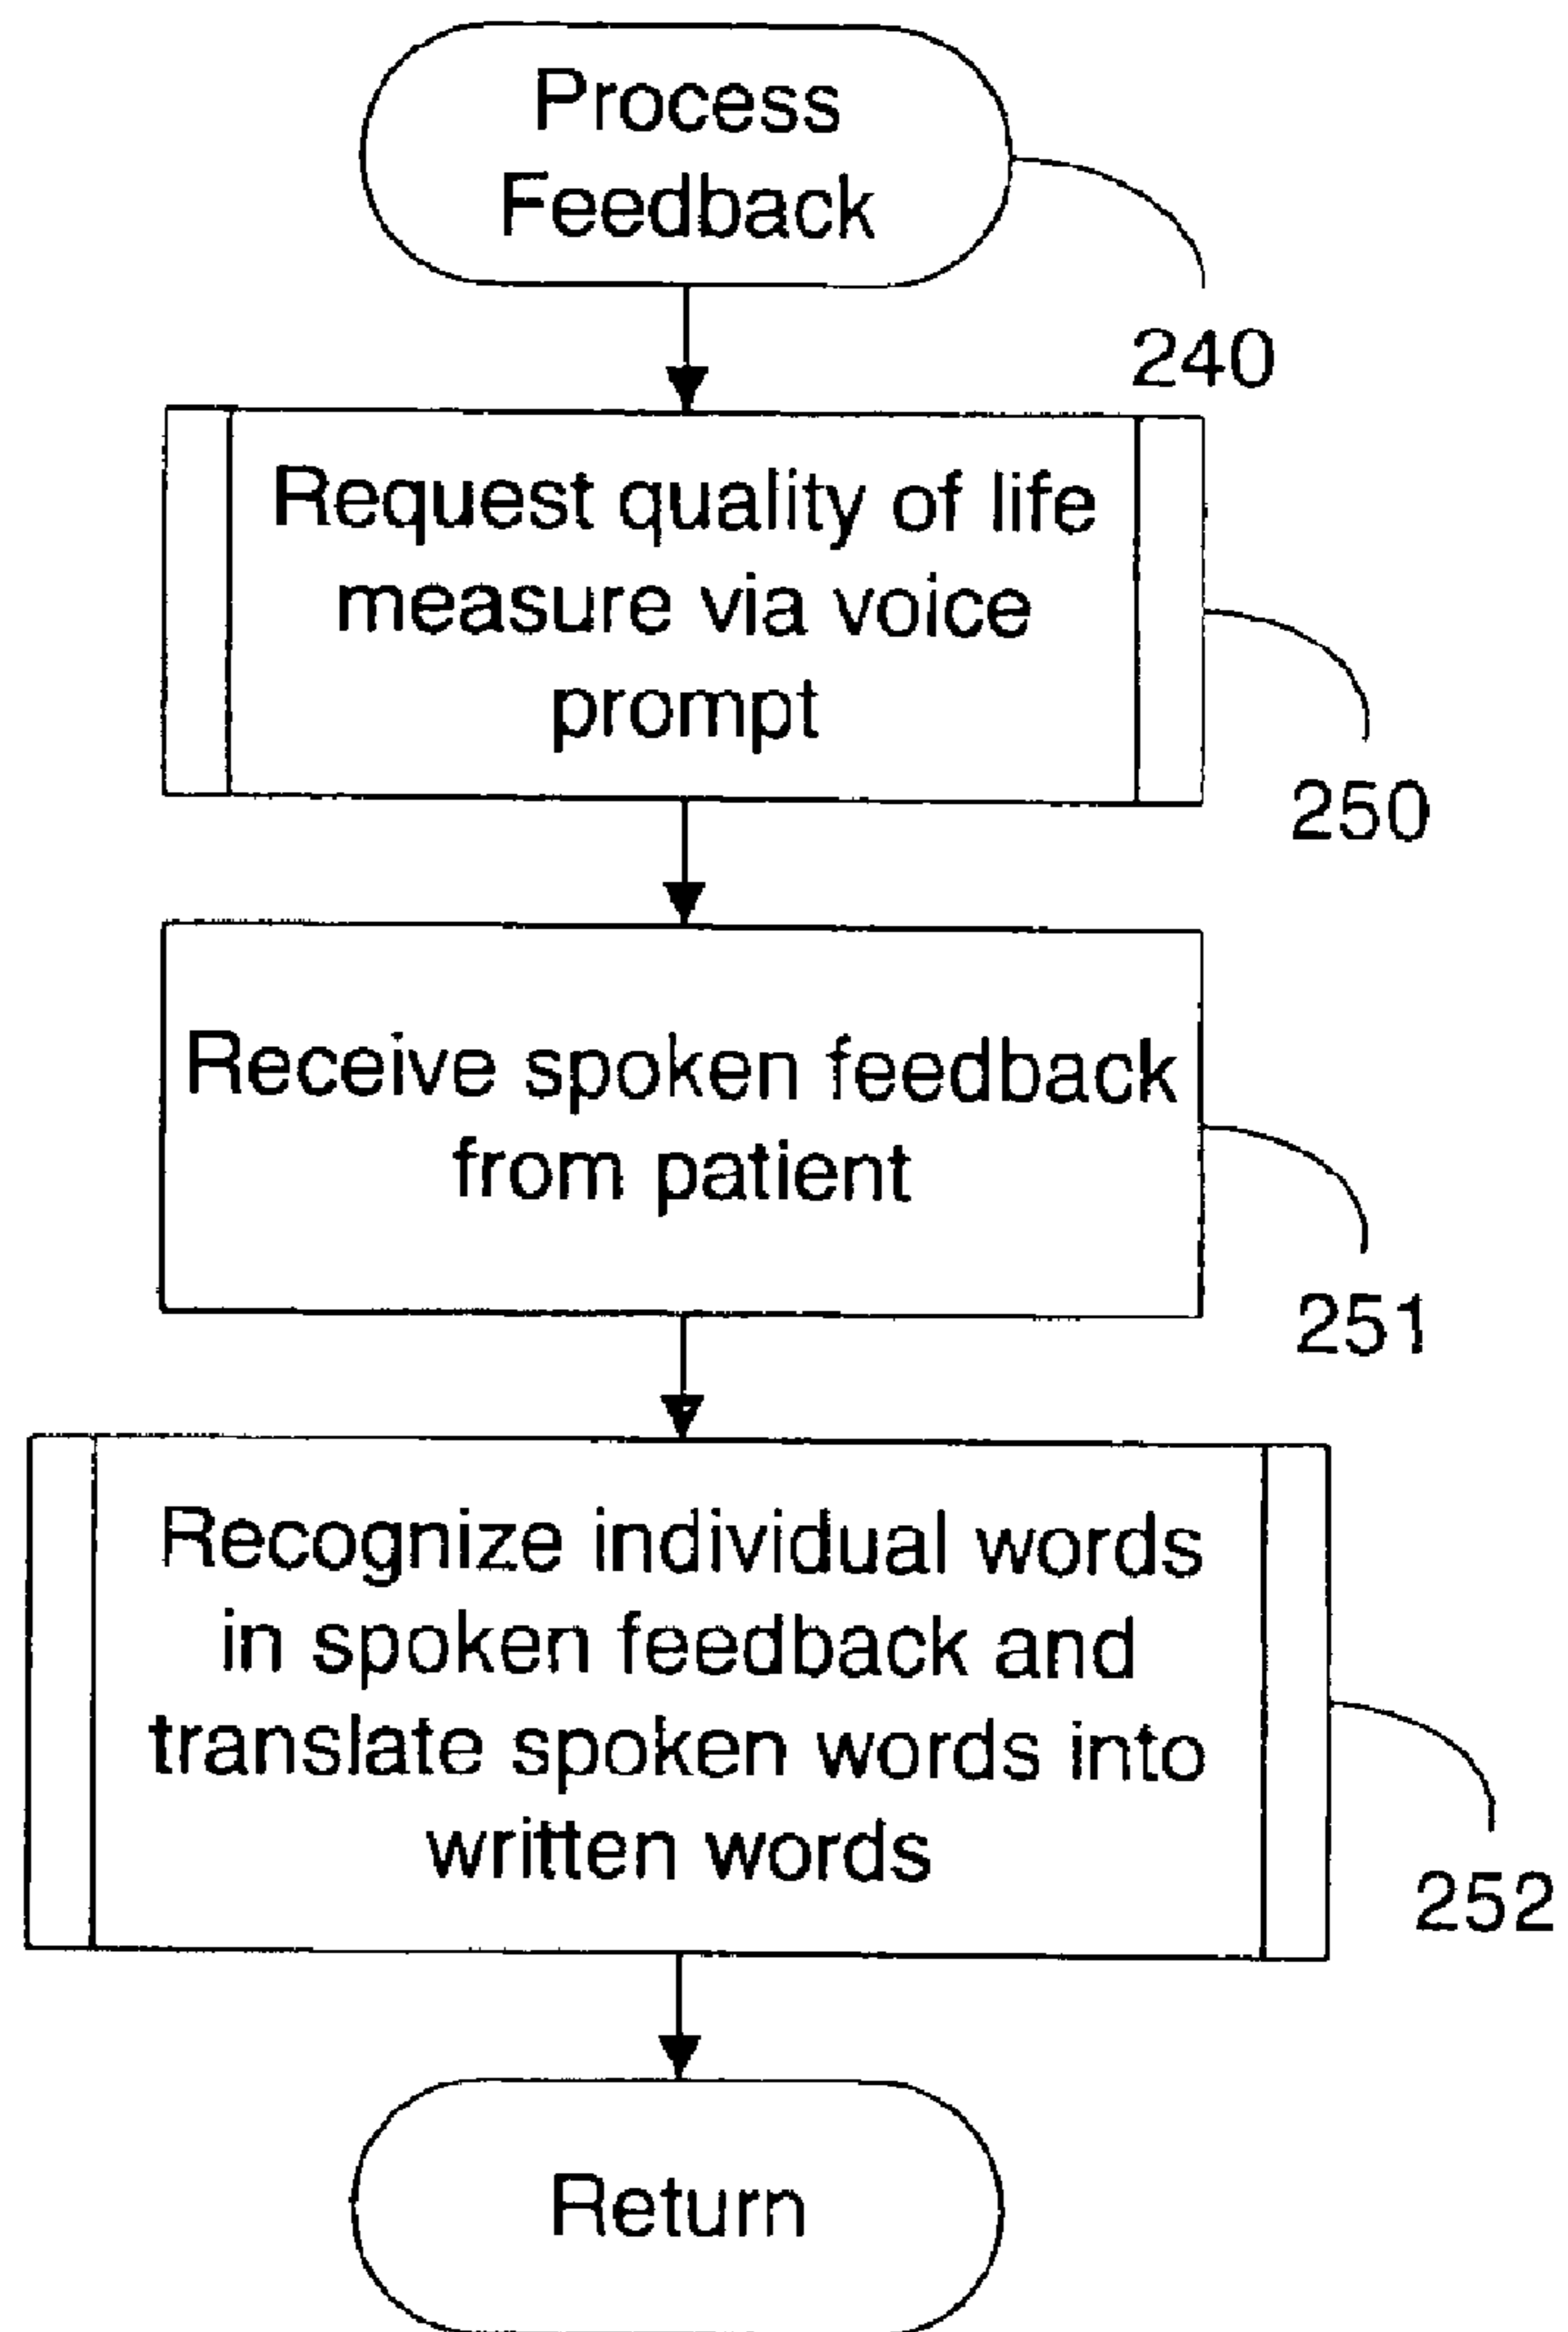 Process
Feedback
240
Request quality of life
measure via voice
prompt
250
Receive spoken feedback
from patient
251
Recognize individual words
in spoken feedback and
translate spoken words into
written words
252
Return